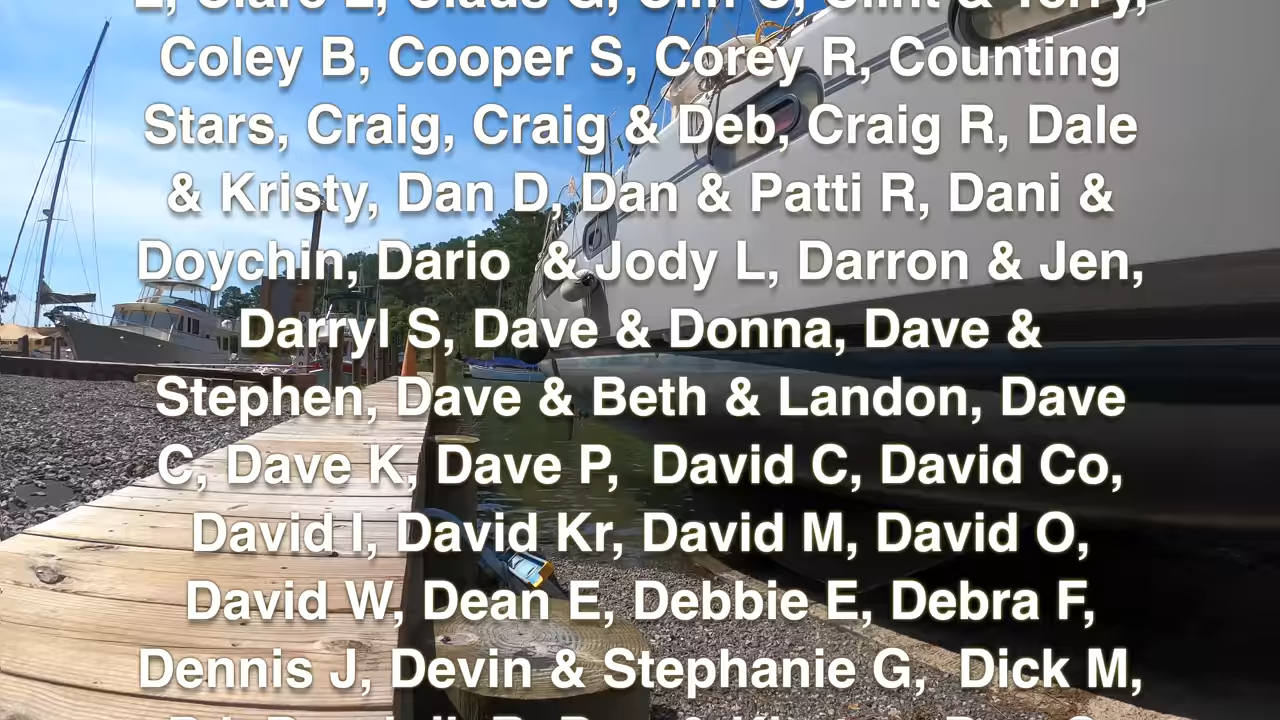 Coley B, Cooper S, Corey R, Counting
Stars, Craig, Craig & Deb, Craig R, Dale
& Kristy, Dan D, Dan & Patti R, Dani &
Doychin, Dario & Jody L, Darron & Jen,
Darryl S, Dave & Donna, Dave &
Stephen, Dave & Beth & Landon, Dave
C, Dave K, Dave P, David C, David Co,
David I, David Kr, David M, David O,
David W, Dean E, Debbie E, Debra F,
Dennis J, Devin & Stephanie G, Dick M,